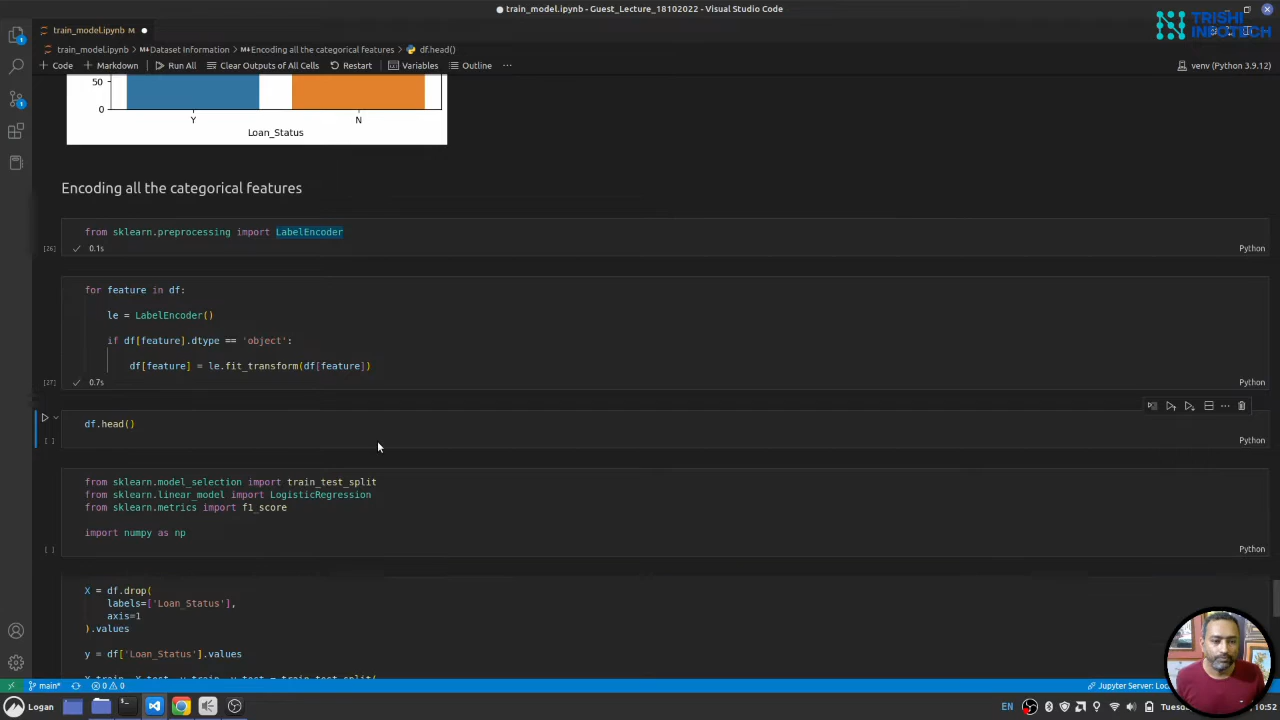 train_model.ipynb - Guest_Lecture_18102022 - Visual Studio Code
TRISHI
INFOTECH
train_model.ipynb M
train_model.ipynb > Dataset Information > Encoding all the categorical features > df.head()
+ Code + Markdown Run All Clear Outputs of All Cells Restart Variables Outline ... venv (Python 3.9.12)
50
0
Y N
Loan_Status
Encoding all the categorical features
from sklearn.preprocessing import LabelEncoder
[26] 0.1s Python
for feature in df:
le = LabelEncoder()
if df[feature].dtype == 'object':
df[feature] = le.fit_transform(df[feature])
[27] 0.7s Python
df.head()
[ ] Python
from sklearn.model_selection import train_test_split
from sklearn.linear_model import LogisticRegression
from sklearn.metrics import f1_score
import numpy as np
[ ] Python
X = df.drop(
labels=['Loan_Status'],
axis=1
).values
y = df['Loan_Status'].values
main* 0 0 Jupyter Server:
Logan EN 10:52